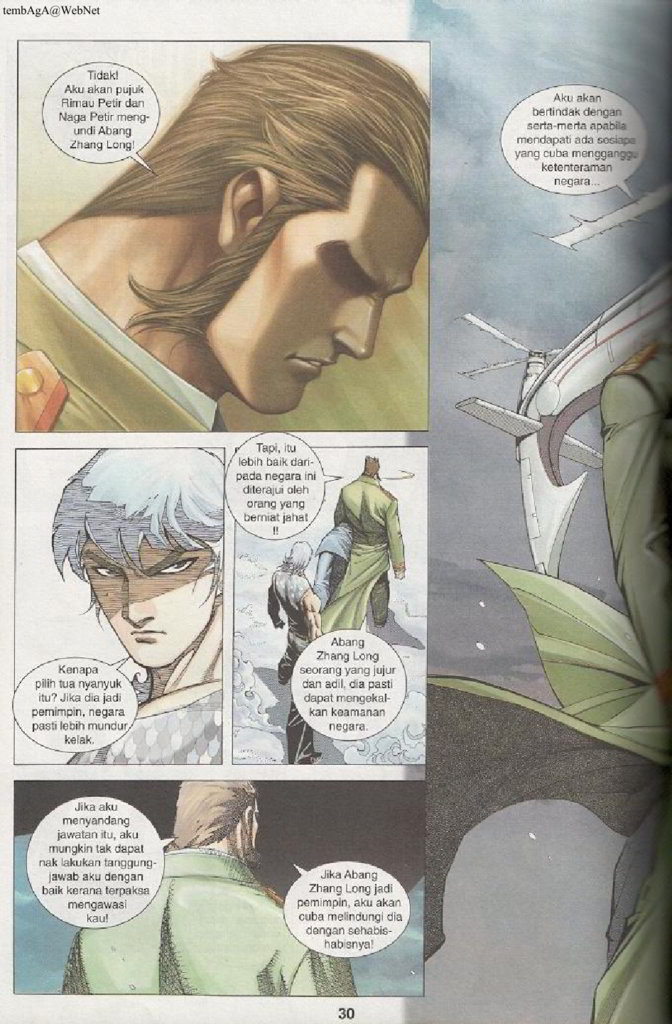 tembAgA@WebNet
Tidak!
Aku akan pujuk
Rimau Petir dan
Naga Petir meng-
undi Abang
Zhang Long!
Aku akan
bertindak dengan
serta-merta apabila
mendapati ada sesiapa
yang cuba mengganggu
ketenteraman
negara...
Kenapa
pilih tua nyanyuk
itu? Jika dia jadi
pemimpin, negara
pasti lebih mundur
kelak.
Tapi, itu
lebih baik dari-
pada negara ini
diterajui oleh
orang yang
berniat jahat
!!
Abang
Zhang Long
seorang yang jujur
dan adil, dia pasti
dapat mengekal-
kan keamanan
negara.
Jika aku
menyandang
jawatan itu, aku
mungkin tak dapat
nak lakukan tanggung-
jawab aku dengan
baik kerana terpaksa
mengawasi
kau!
Jika Abang
Zhang Long jadi
pemimpin, aku akan
cuba melindungi dia
dengan sehabis-
habisnya!
30